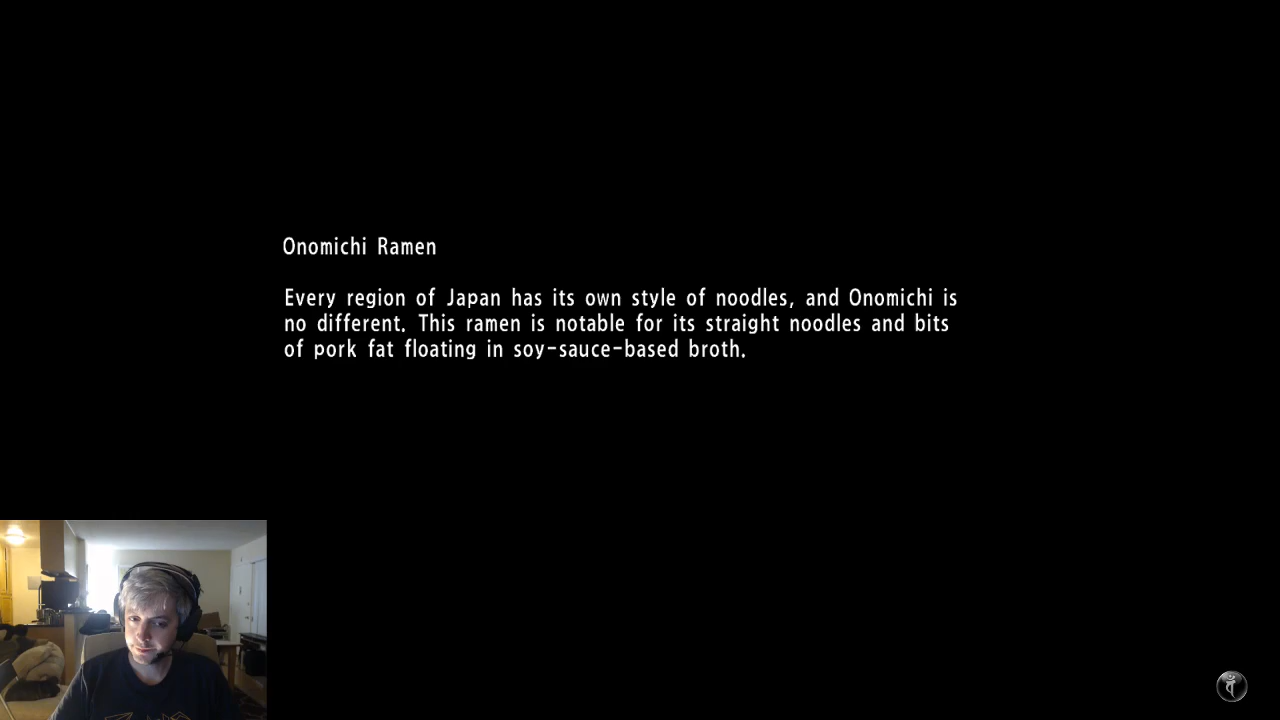 Onomichi Ramen
Every region of Japan has its own style of noodles, and Onomichi is
no different. This ramen is notable for its straight noodles and bits
of pork fat floating in soy-sauce-based broth.